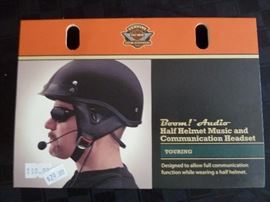 Boom!™ Audio
Half Helmet Music and
Communication Headset
TOURING
Designed to allow full communication
function while wearing a half helmet.